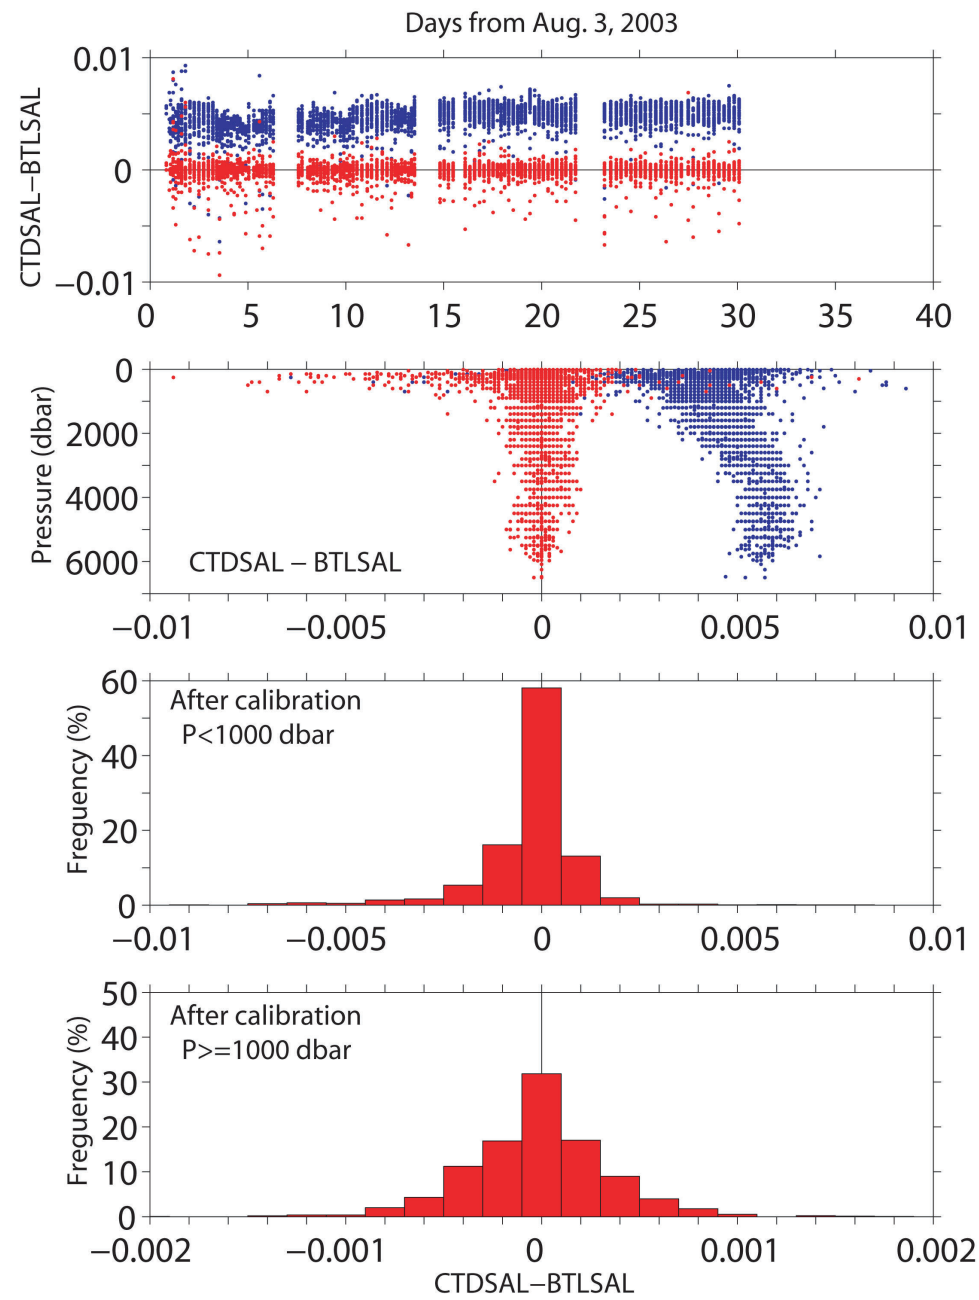 Days from Aug. 3, 2003
CTDSAL−BTLSAL
0.01
0
−0.01
0 5 10 15 20 25 30 35 40
Pressure (dbar)
0
2000
4000
6000
CTDSAL − BTLSAL
−0.01 −0.005 0 0.005 0.01
Freguency (%)
60
40
20
0
After calibration
P<1000 dbar
−0.01 −0.005 0 0.005 0.01
Freguency (%)
50
40
30
20
10
0
After calibration
P>=1000 dbar
−0.002 −0.001 0 0.001 0.002
CTDSAL−BTLSAL